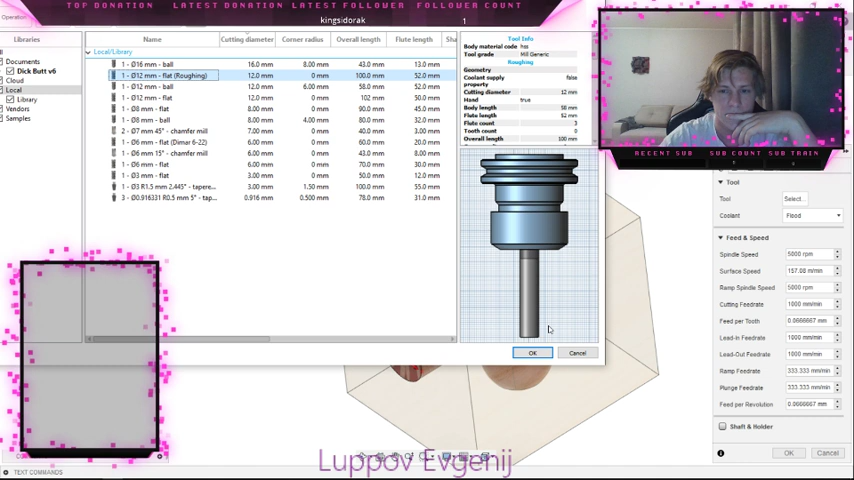 TOP DONATION LATEST DONATION LATEST FOLLOWER FOLLOWER COUNT
Operation
kingsidorak
1
Libraries
Name
Cutting diameter
Corner radius
Overall length
Flute length
All
Documents
Dick Butt v6
Cloud
Local
Library
Vendors
Samples
Local/Library
1 - Ø16 mm - ball 16.0 mm 8.00 mm 43.0 mm 13.0 mm
1 - Ø12 mm - flat (Roughing) 12.0 mm 0 mm 100.0 mm 52.0 mm
1 - Ø12 mm - ball 12.0 mm 6.00 mm 58.0 mm 52.0 mm
1 - Ø12 mm - flat 12.0 mm 0 mm 102 mm 50.0 mm
1 - Ø8 mm - flat 8.00 mm 0 mm 90.0 mm 45.0 mm
1 - Ø8 mm - ball 8.00 mm 4.00 mm 80.0 mm 32.0 mm
2 - Ø7 mm 45° - chamfer mill 7.00 mm 0 mm 40.0 mm 30.0 mm
1 - Ø6 mm - flat (Dimar 6-22) 6.00 mm 0 mm 60.0 mm 20.0 mm
1 - Ø6 mm 15° - chamfer mill 6.00 mm 0 mm 43.0 mm 8.00 mm
1 - Ø6 mm - flat 6.00 mm 0 mm 70.0 mm 30.0 mm
1 - Ø3 mm - flat 3.00 mm 0 mm 50.0 mm 12.0 mm
1 - Ø3 R1.5 mm 2.445° - tapere... 3.00 mm 1.50 mm 100.0 mm 55.0 mm
3 - Ø0.916331 R0.5 mm 5° - tap... 0.916 mm 0.500 mm 78.0 mm 31.0 mm
Tool Info
Body material code hss
Tool grade Mill Generic
Roughing
Geometry
Coolant supply false
property
Cutting diameter 12 mm
Hand true
Body length 58 mm
Flute length 52 mm
Flute count 3
Tooth count 0
Overall length 100 mm
OK
Cancel
RECENT SUB SUB COUNT SUB TRAIN
Tool
Tool Select...
Coolant Flood
Feed & Speed
Spindle Speed 5000 rpm
Surface Speed
Ramp Spindle Speed 5000 rpm
Cutting Feedrate 1000 mm/min
Feed per Tooth 0.0666667 mm
Lead-In Feedrate 1000 mm/min
Lead-Out Feedrate 1000 mm/min
Ramp Feedrate 333.333 mm/min
Plunge Feedrate 333.333 mm/min
Feed per Revolution 0.0666667 mm
Shaft & Holder
OK
Cancel
TEXT COMMANDS
Luppov Evgenij